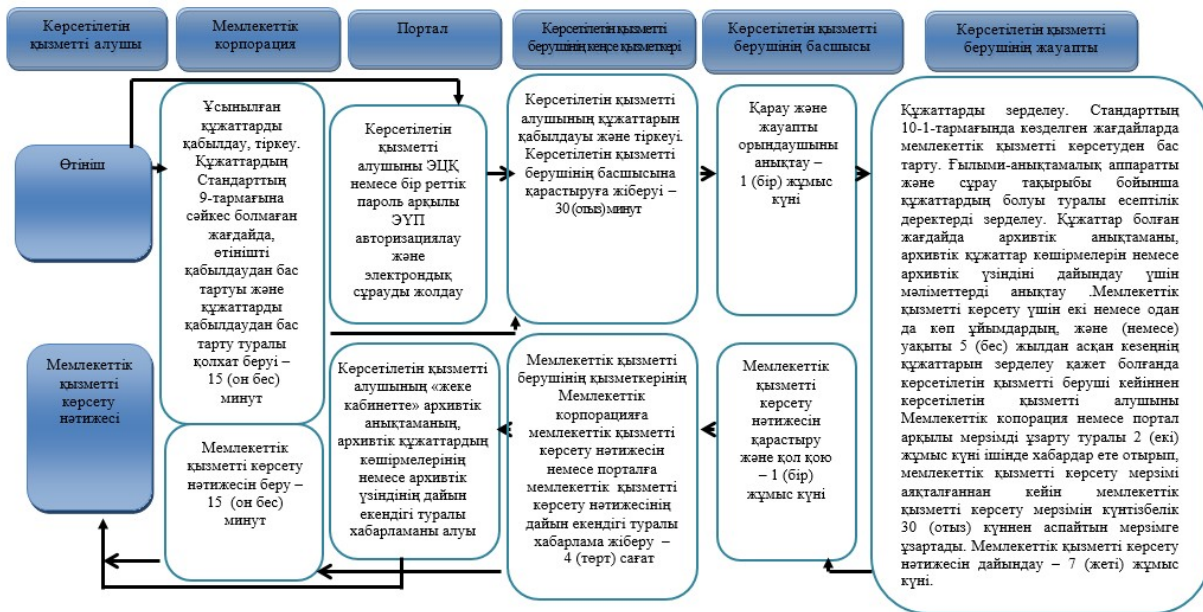 Көрсетілетін
қызметті алушы
Мемлекеттік
корпорация
Портал
Көрсетілетін қызметті
берушінің кеңсе қызметкері
Көрсетілетін қызметті
берушінің басшысы
Көрсетілетін қызметті
берушінің жауапты
Өтініш
Ұсынылған
құжаттарды
қабылдау, тіркеу.
Құжаттардың
Стандарттың
9-тармағына
сәйкес болмаған
жағдайда,
өтінішті
қабылдаудан бас
тартуы және
құжаттарды
қабылдаудан бас
тарту туралы
қолхат беруі –
15 (он бес)
минут
Көрсетілетін
қызметті
алушыны ЭЦҚ
немесе бір реттік
пароль арқылы
ЭҮП
авторизациялау
және
электрондық
сұрауды жолдау
Көрсетілетін қызметті
алушының құжаттарын
қабылдауы және тіркеуі.
Көрсетілетін қызметті
берушінің басшысына
қарастыруға жіберуі –
30 (отыз) минут
Қарау және
жауапты
орындаушыны
анықтау –
1 (бір) жұмыс
күні
Құжаттарды зерделеу. Стандарттың
10-1-тармағында көзделген жағдайларда
мемлекеттік қызметті көрсетуден бас
тарту. Ғылыми-анықтамалық аппаратты
және сұрау тақырыбы бойынша
құжаттардың болуы туралы есептілік
деректерді зерделеу. Құжаттар болған
жағдайда архивтік анықтаманы,
архивтік құжаттар көшірмелерін немесе
архивтік үзіндіні дайындау үшін
мәліметтерді анықтау .Мемлекеттік
қызметті көрсету үшін екі немесе одан
да көп ұйымдардың, және (немесе)
уақыты 5 (бес) жылдан асқан кезеңнің
құжаттарын зерделеу қажет болғанда
көрсетілетін қызметті беруші кейіннен
көрсетілетін қызметті алушыны
Мемлекеттік копорация немесе портал
арқылы мерзімді ұзарту туралы 2 (екі)
жұмыс күні ішінде хабардар ете отырып,
мемлекеттік қызметті көрсету мерзімі
аяқталғаннан кейін мемлекеттік
қызметті көрсету мерзімін күнтізбелік
30 (отыз) күннен аспайтын мерзімге
ұзартады. Мемлекеттік қызметті көрсету
нәтижесін дайындау – 7 (жеті) жұмыс
күні.
Мемлекеттік
қызметті
көрсету
нәтижесі
Мемлекеттік
қызметті көрсету
нәтижесін беру –
15 (он бес)
минут
Көрсетілетін қызметті
алушының «жеке
кабинетте» архивтік
анықтаманың,
архивтік құжаттардың
көшірмелерінің
немесе архивтік
үзіндінің дайын
екендігі туралы
хабарламаны алуы
Мемлекеттік қызметті
берушінің қызметкерінің
Мемлекеттік
корпорацияға
мемлекеттік қызметті
көрсету нәтижесін
немесе порталға
мемлекеттік қызметті
көрсету нәтижесінің
дайын екендігі туралы
хабарлама жіберу –
4 (төрт) сағат
Мемлекеттік
қызметті
көрсету
нәтижесін
қарастыру
және қол қою
– 1 (бір)
жұмыс күні